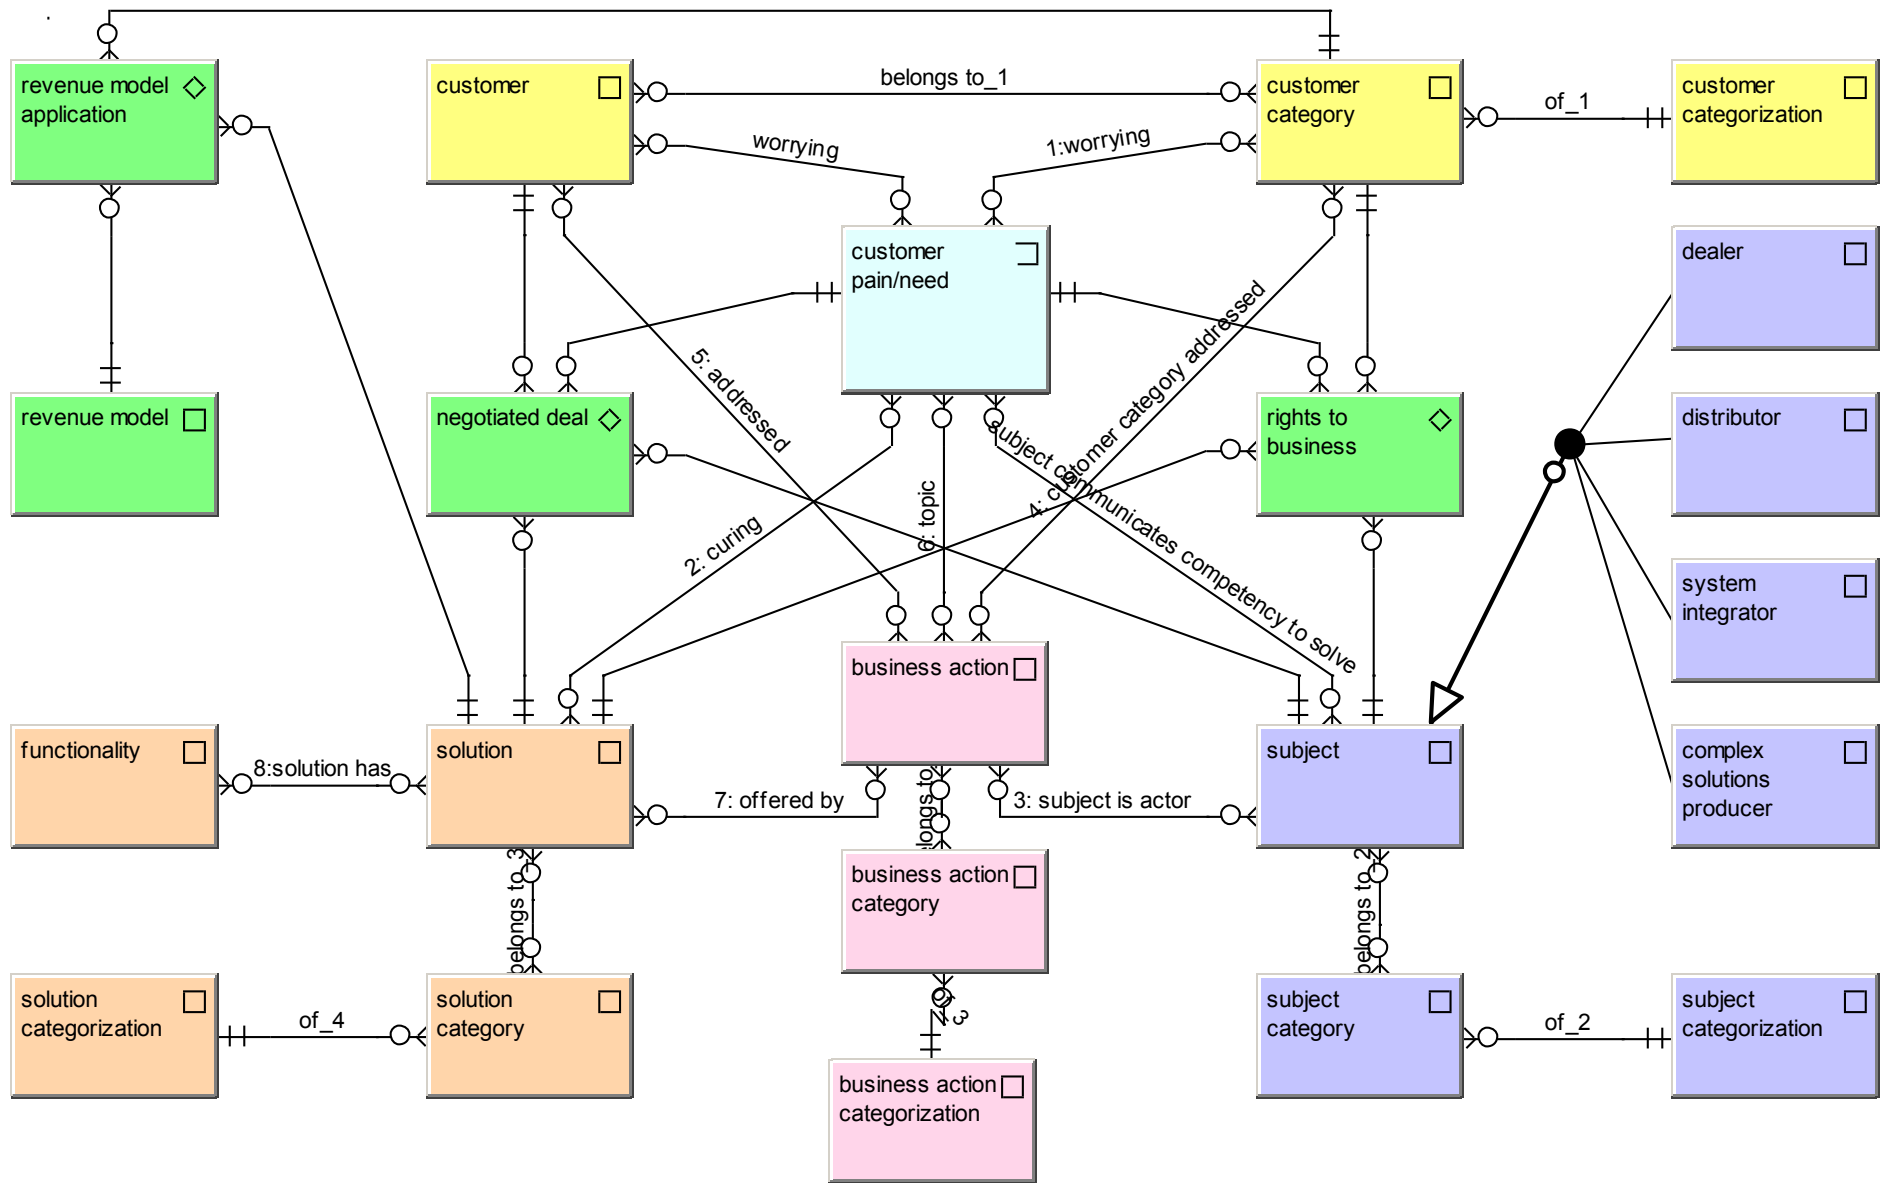 revenue model
application
customer
belongs to_1
customer
category
of_1
customer
categorization
worrying
1:worrying
customer
pain/need
dealer
revenue model
negotiated deal
5: addressed
4: customer category addressed
rights to
business
distributor
2: curing
6: topic
subject communicates competency to solve
system
integrator
business action
functionality
8:solution has
solution
7: offered by
3: subject is actor
subject
complex
solutions
producer
belongs to_3
business action
category
belongs to_2
solution
categorization
of_4
solution
category
subject
category
of_2
subject
categorization
business action
categorization